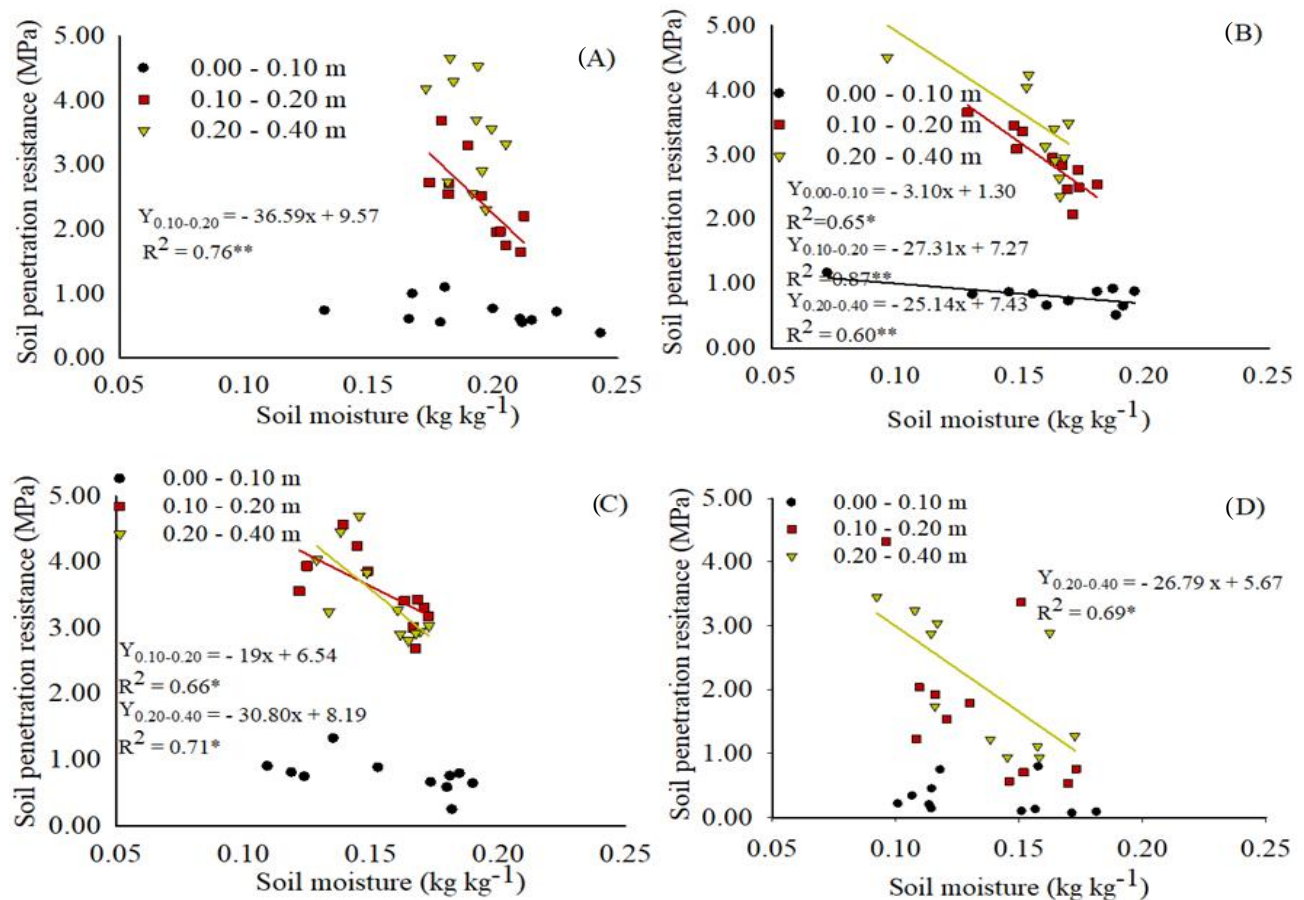 Soil penetration resistance (MPa)
5.00
4.00
3.00
2.00
1.00
0.00
0.00 - 0.10 m
0.10 - 0.20 m
0.20 - 0.40 m
(A)
Y0.10-0.20 = - 36.59x + 9.57
R² = 0.76**
0.05 0.10 0.15 0.20 0.25
Soil moisture (kg kg⁻¹)
Soil penetration resistance (MPa)
5.00
4.00
3.00
2.00
1.00
0.00
(B)
0.00 - 0.10 m
0.10 - 0.20 m
0.20 - 0.40 m
Y0.00-0.10 = - 3.10x + 1.30
R²=0.65*
Y0.10-0.20 = - 27.31x + 7.27
R² = 0.87**
Y0.20-0.40 = - 25.14x + 7.43
R² = 0.60**
0.05 0.10 0.15 0.20 0.25
Soil moisture (kg kg⁻¹)
Soil penetration resistance (MPa)
5.00
4.00
3.00
2.00
1.00
0.00
0.00 - 0.10 m
0.10 - 0.20 m
0.20 - 0.40 m
(C)
Y0.10-0.20 = - 19x + 6.54
R² = 0.66*
Y0.20-0.40 = - 30.80x + 8.19
R² = 0.71*
0.05 0.10 0.15 0.20 0.25
Soil moisture (kg kg⁻¹)
Soil penetration resistance (MPa)
5.00
4.00
3.00
2.00
1.00
0.00
0.00 - 0.10 m
0.10 - 0.20 m
0.20 - 0.40 m
(D)
Y0.20-0.40 = - 26.79 x + 5.67
R² = 0.69*
0.05 0.10 0.15 0.20 0.25
Soil moisture (kg kg⁻¹)